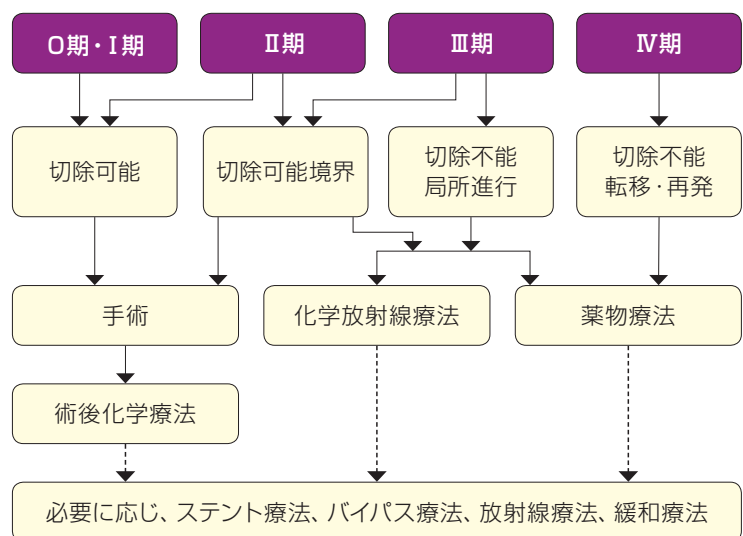 0期・Ⅰ期
Ⅱ期
Ⅲ期
Ⅳ期
切除可能
切除可能境界
切除不能
局所進行
切除不能
転移・再発
手術
化学放射線療法
薬物療法
術後化学療法
必要に応じ、ステント療法、バイパス療法、放射線療法、緩和療法